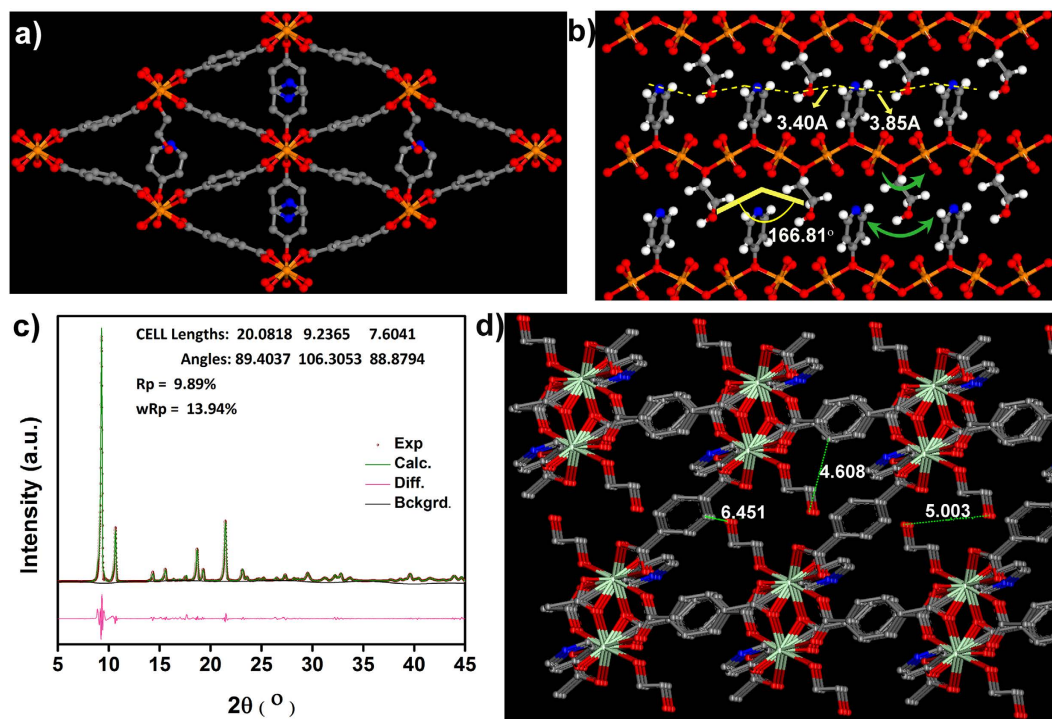 a)
b)
3.40A
3.85A
166.81°
c)
CELL Lengths: 20.0818 9.2365 7.6041
Angles: 89.4037 106.3053 88.8794
Rp = 9.89%
wRp = 13.94%
Exp
Calc.
Diff.
Bckgrd.
Intensity (a.u.)
5 10 15 20 25 30 35 40 45
2θ ( O )
d)
4.608
6.451
5.003